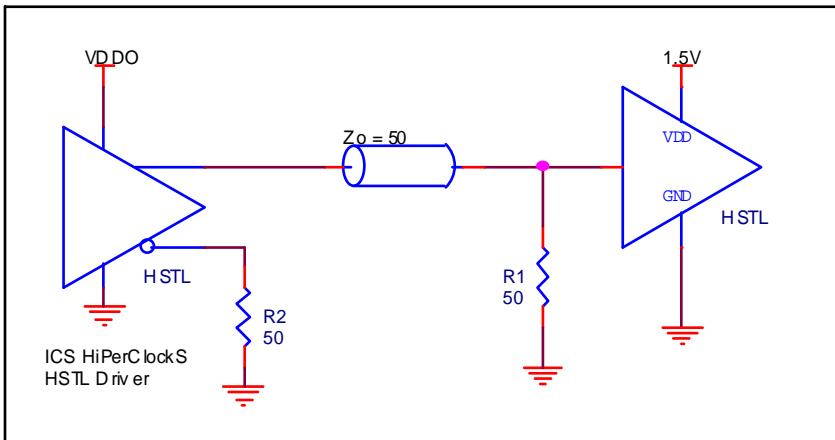 VDDO
1.5V
Zo = 50
VDD
GND
HSTL
HSTL
R1
50
R2
50
ICS HiPerClockS
HSTL Driver